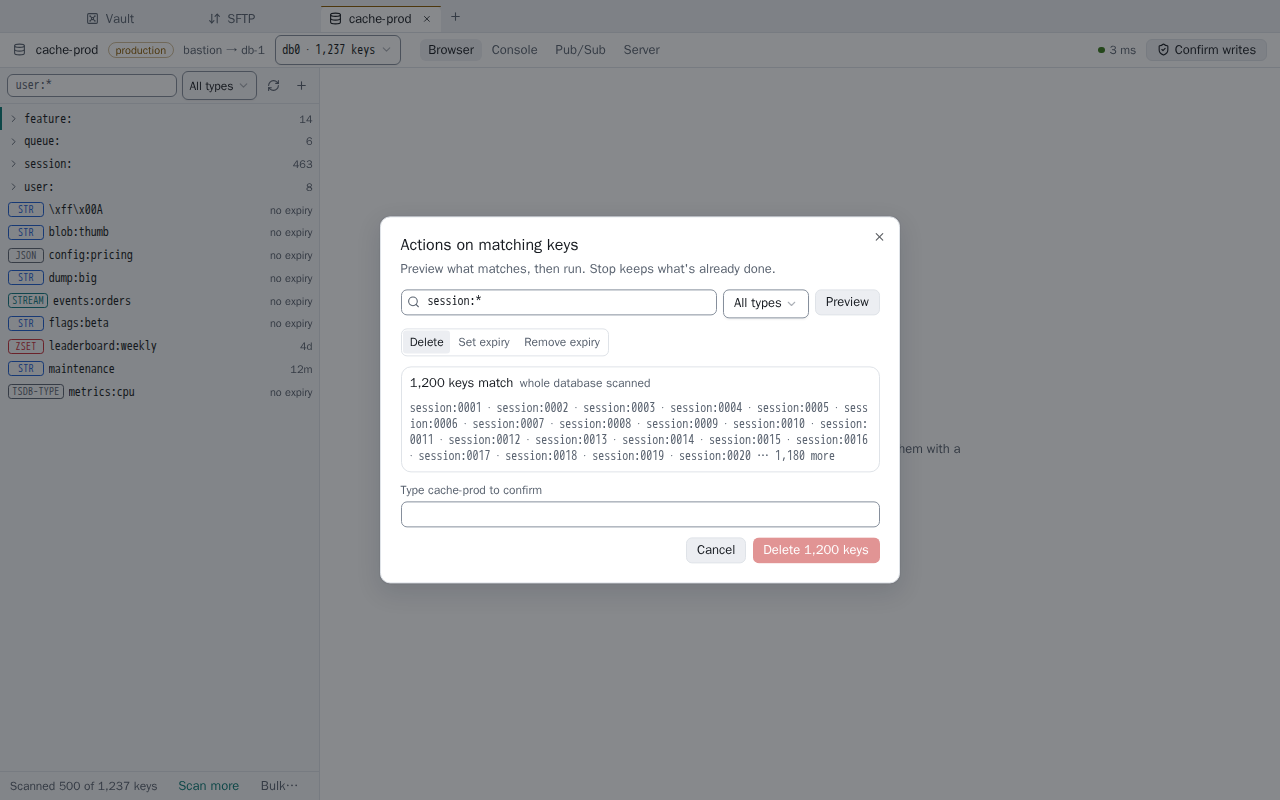 Vault
SFTP
cache-prod
cache-prod production bastion → db-1 db0 · 1,237 keys Browser Console Pub/Sub Server 3 ms Confirm writes
user:* All types
feature: 14
queue: 6
session: 463
user: 8
STR \xff\x00A no expiry
STR blob:thumb no expiry
JSON config:pricing no expiry
STR dump:big no expiry
STREAM events:orders no expiry
STR flags:beta no expiry
ZSET leaderboard:weekly 4d
STR maintenance 12m
TSDB-TYPE metrics:cpu no expiry
Scanned 500 of 1,237 keys Scan more Bulk···
hem with a
Actions on matching keys
Preview what matches, then run. Stop keeps what's already done.
session:* All types Preview
Delete Set expiry Remove expiry
1,200 keys match whole database scanned
session:0001 · session:0002 · session:0003 · session:0004 · session:0005 · sess
ion:0006 · session:0007 · session:0008 · session:0009 · session:0010 · session:
0011 · session:0012 · session:0013 · session:0014 · session:0015 · session:0016
· session:0017 · session:0018 · session:0019 · session:0020 ··· 1,180 more
Type cache-prod to confirm
Cancel Delete 1,200 keys